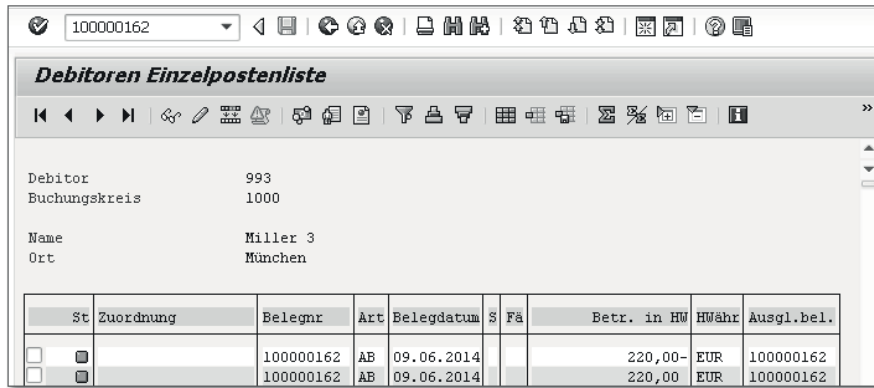 100000162
Debitoren Einzelpostenliste
Debitor 993
Buchungskreis 1000
Name Miller 3
Ort München
St Zuordnung Belegnr Art Belegdatum S Fä Betr. in HW HWähr Ausgl.bel.
100000162 AB 09.06.2014 220,00- EUR 100000162
100000162 AB 09.06.2014 220,00 EUR 100000162